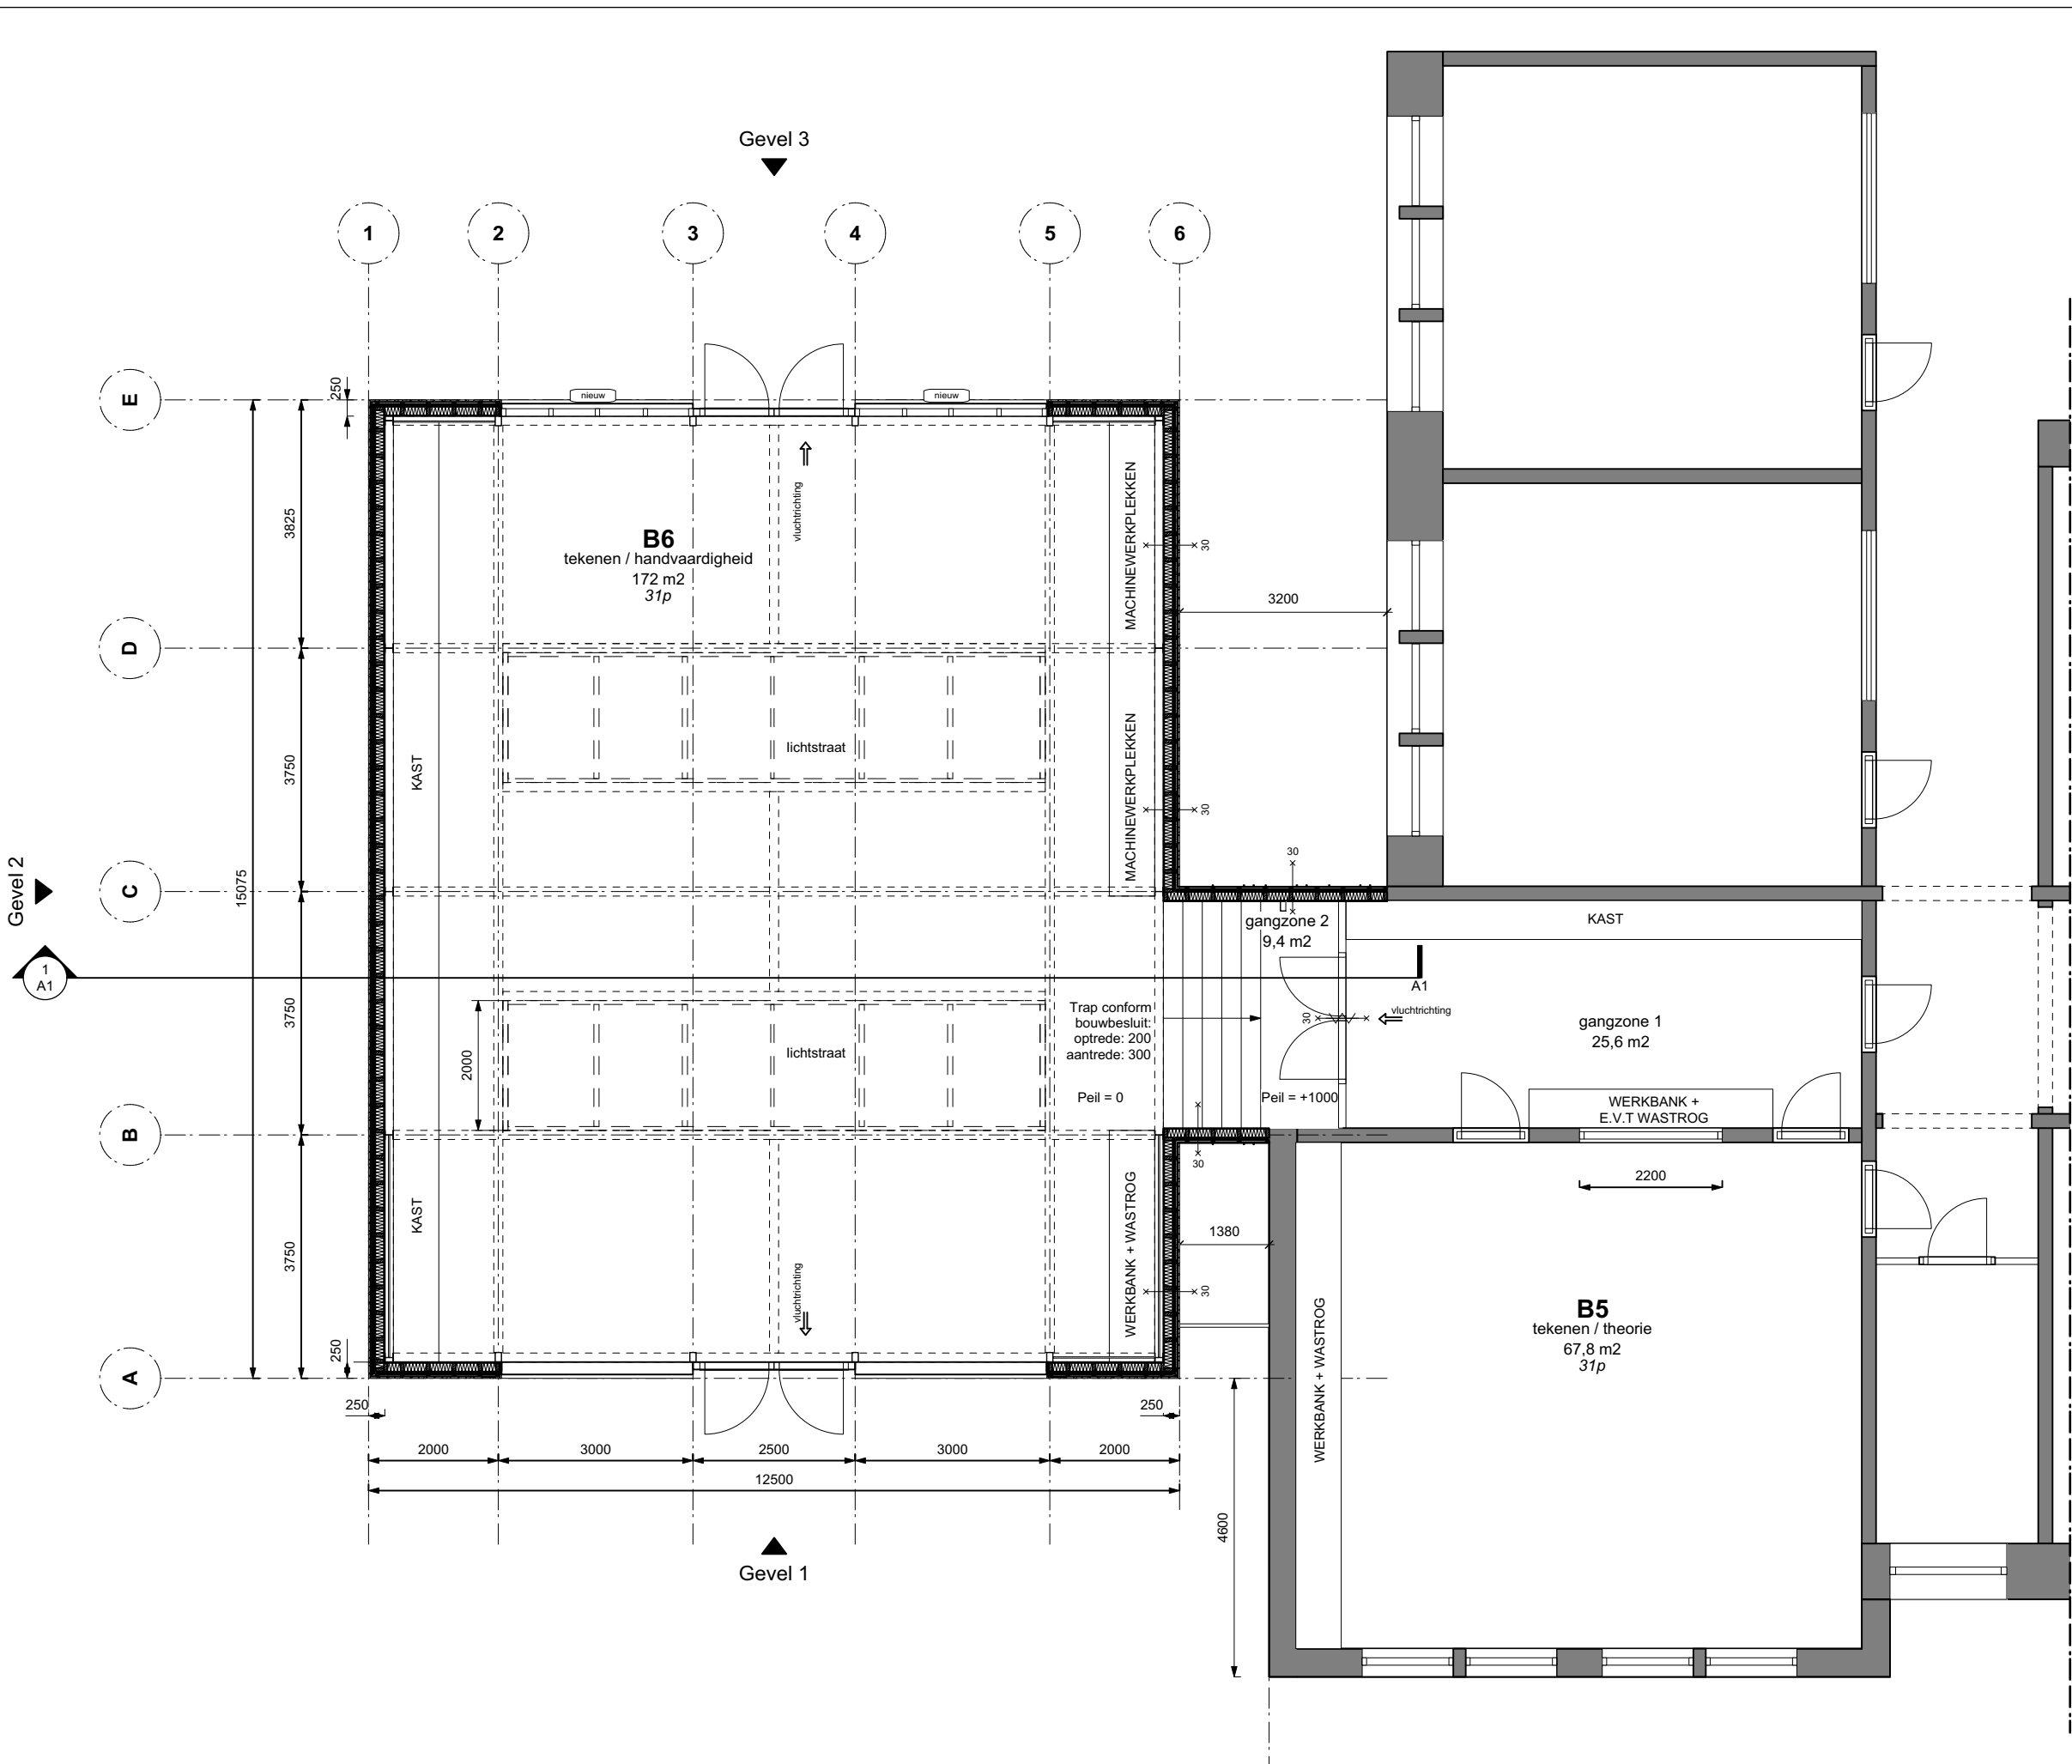 Gevel 3
1
2
3
4
5
6
E
D
C
B
A
250
nieuw
nieuw
3825
3750
3750
3750
15075
250
Gevel 2
1
A1
B6
tekenen / handvaardigheid
172 m2
31p
vluchtrichting
MACHINEWERKPLEKKEN
30
3200
KAST
lichtstraat
MACHINEWERKPLEKKEN
30
30
gangzone 2
9,4 m2
KAST
A1
2000
lichtstraat
Trap conform
bouwbesluit:
optrede: 200
aantrede: 300
30
vluchtrichting
gangzone 1
25,6 m2
Peil = 0
Peil = +1000
WERKBANK +
E.V.T WASTROG
30
2200
KAST
WERKBANK + WASTROG
1380
30
vluchtrichting
WERKBANK + WASTROG
B5
tekenen / theorie
67,8 m2
31p
250
250
2000
3000
2500
3000
2000
12500
4600
Gevel 1